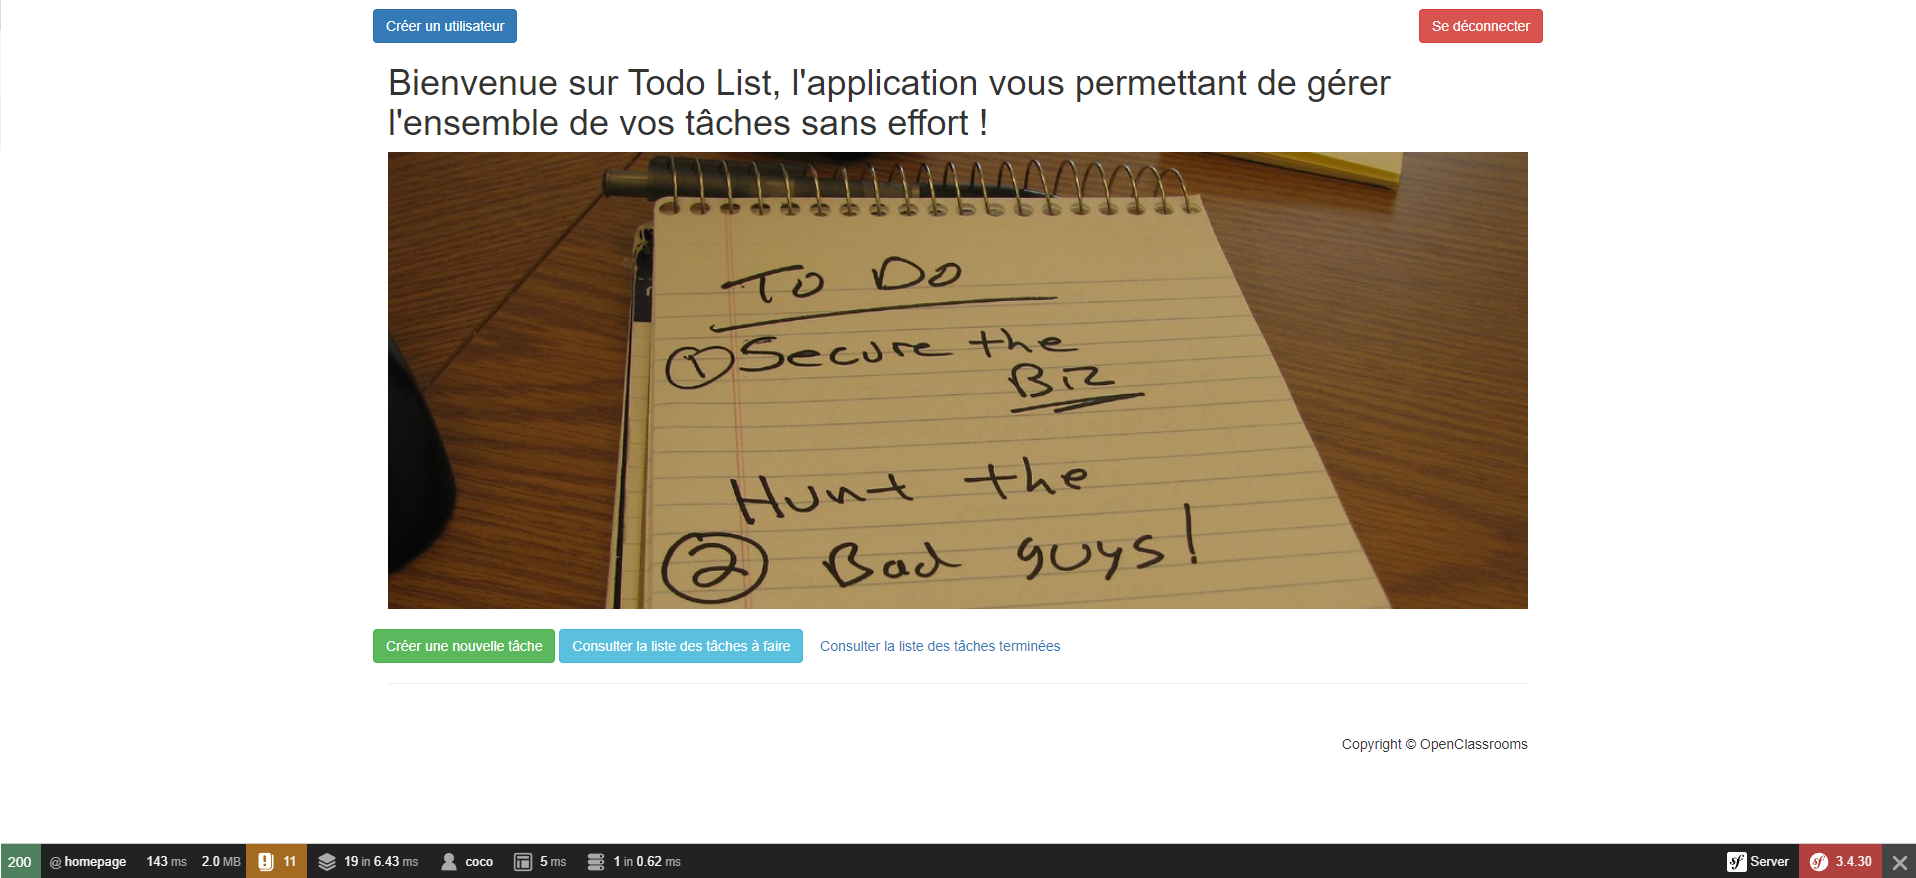 Créer un utilisateur
Se déconnecter
Bienvenue sur Todo List, l'application vous permettant de gérer
l'ensemble de vos tâches sans effort !
To Do
1 Secure the
Biz
Hunt the
2 Bad guys!
Créer une nouvelle tâche
Consulter la liste des tâches à faire
Consulter la liste des tâches terminées
Copyright © OpenClassrooms
200 @ homepage 143 ms 2.0 MB 11 19 in 6.43 ms coco 5 ms 1 in 0.62 ms sf Server sf 3.4.30